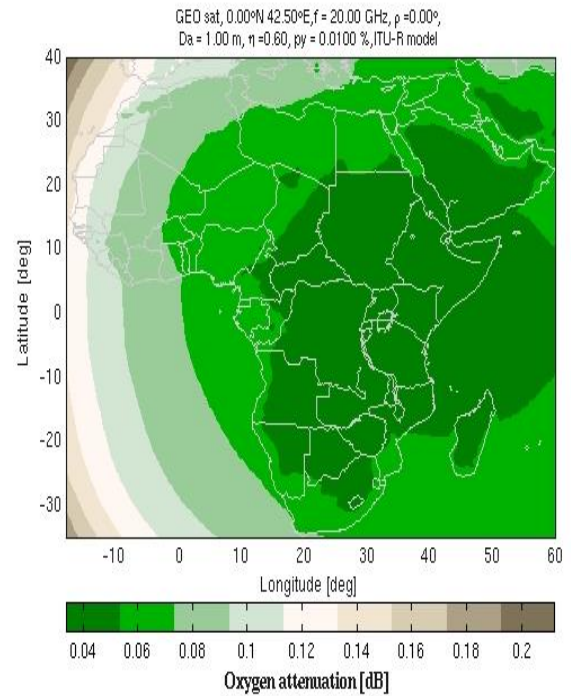 GEO sat, 0.00ºN 42.50ºE,f = 20.00 GHz, ρ =0.00º,
Da = 1.00 m, η =0.60, py = 0.0100 %,ITU-R model
40
30
20
10
0
-10
-20
-30
Latitude [deg]
-10 0 10 20 30 40 50 60
Longitude [deg]
0.04 0.06 0.08 0.1 0.12 0.14 0.16 0.18 0.2
Oxygen attenuation [dB]